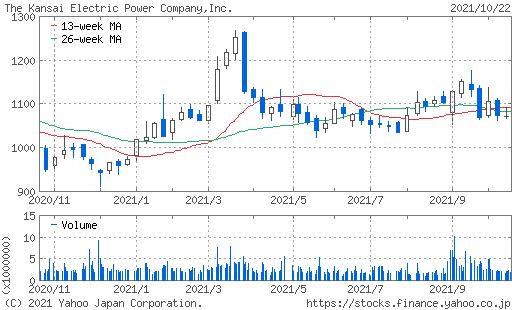 The Kansai Electric Power Company,Inc. 2021/10/22
1300
13-week MA
26-week MA
1200
1100
1000
900
2020/11 2021/1 2021/3 2021/5 2021/7 2021/9
15
Volume
10
5
0
(x1000000)
2020/11 2021/1 2021/3 2021/5 2021/7 2021/9
(C) 2021 Yahoo Japan Corporation. https://stocks.finance.yahoo.co.jp